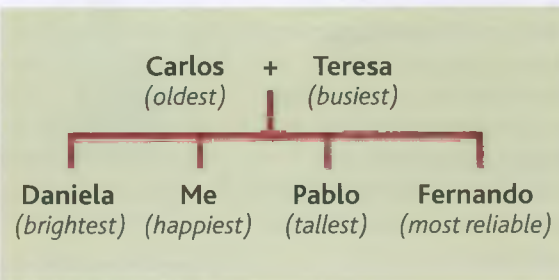 Carlos + Teresa
(oldest) (busiest)
Daniela Me Pablo Fernando
(brightest) (happiest) (tallest) (most reliable)